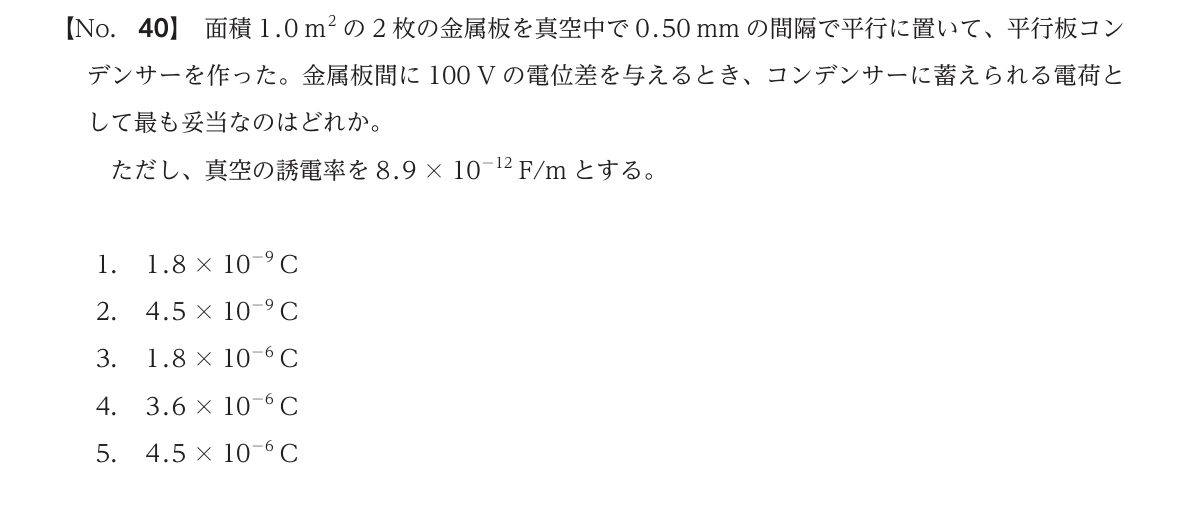 【No. 40】 面積 1.0 m² の 2 枚の金属板を真空中で 0.50 mm の間隔で平行に置いて、平行板コン
デンサーを作った。金属板間に 100 V の電位差を与えるとき、コンデンサーに蓄えられる電荷と
して最も妥当なのはどれか。
ただし、真空の誘電率を 8.9 × 10⁻¹² F/m とする。
1. 1.8 × 10⁻⁹ C
2. 4.5 × 10⁻⁹ C
3. 1.8 × 10⁻⁶ C
4. 3.6 × 10⁻⁶ C
5. 4.5 × 10⁻⁶ C